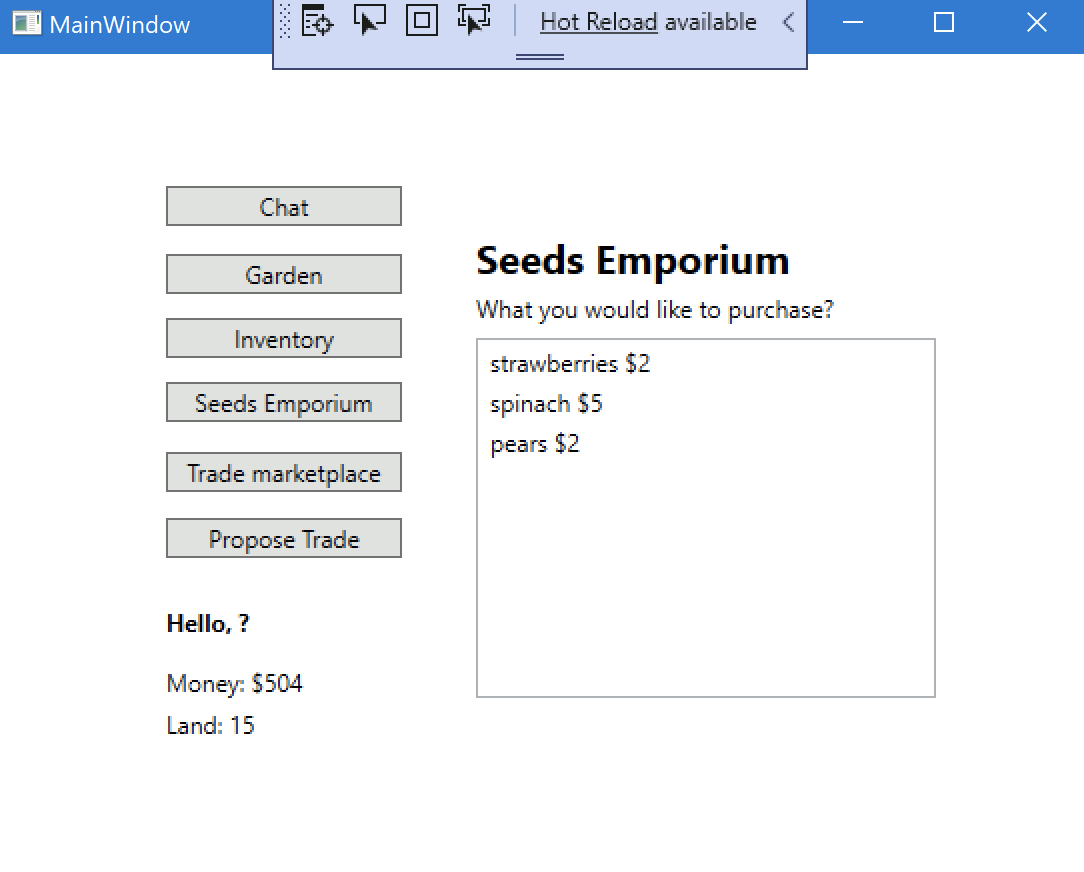 MainWindow
Hot Reload available
Chat
Garden
Inventory
Seeds Emporium
Trade marketplace
Propose Trade
Hello, ?
Money: $504
Land: 15
Seeds Emporium
What you would like to purchase?
strawberries $2
spinach $5
pears $2